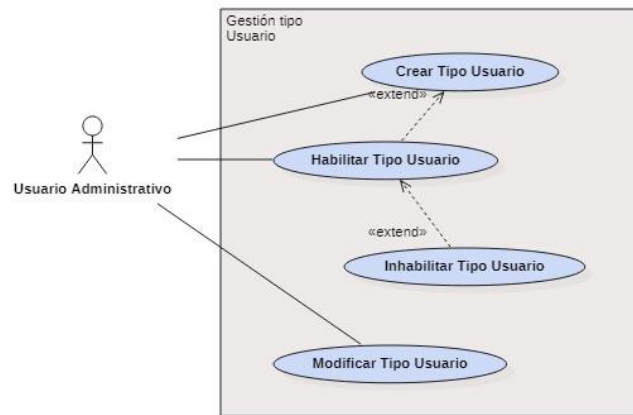 Gestión tipo
Usuario
Crear Tipo Usuario
«extend»
Habilitar Tipo Usuario
Usuario Administrativo
«extend»
Inhabilitar Tipo Usuario
Modificar Tipo Usuario